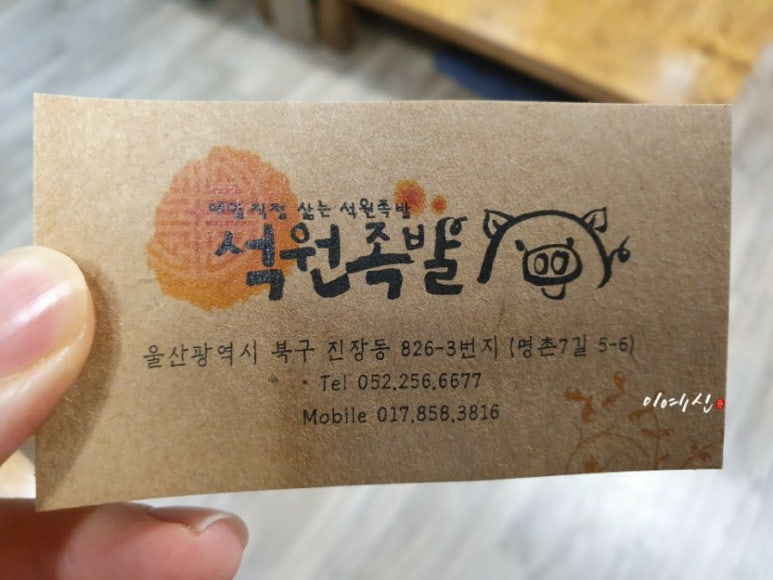 매일 직접 삶는 석원족발
석원족발
울산광역시 북구 진장동 826-3번지 (명촌7길 5-6)
Tel 052.256.6677
Mobile 017.858.3816
이예신